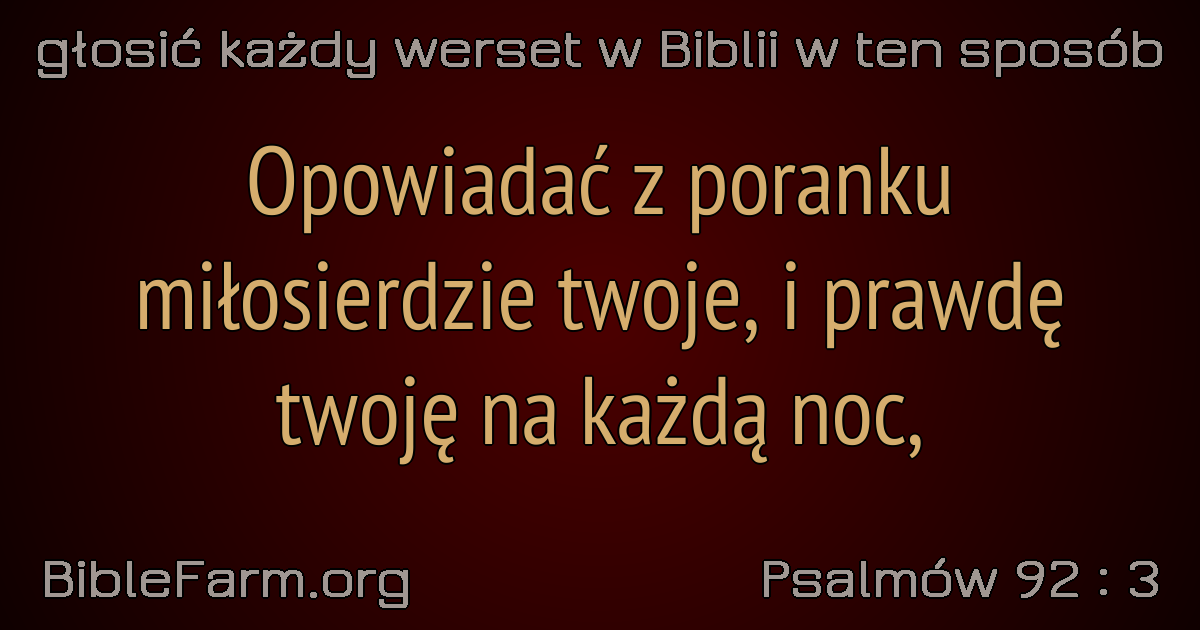 głosić każdy werset w Biblii w ten sposób
Opowiadać z poranku
miłosierdzie twoje, i prawdę
twoję na każdą noc,
BibleFarm.org
Psalmów 92 : 3